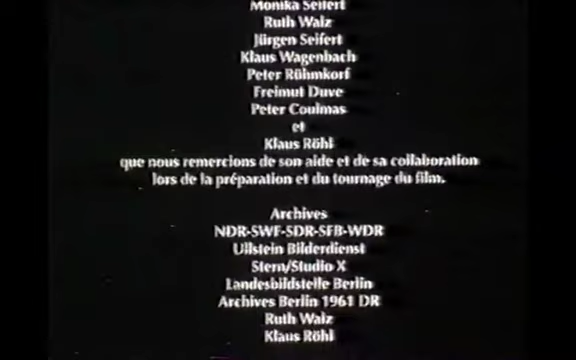 Monika Seifert
Ruth Walz
Jürgen Seifert
Klaus Wagenbach
Peter Rühmkorf
Freimut Duve
Peter Coulmas
et
Klaus Röhl
que nous remercions de son aide et de sa collaboration
lors de la préparation et du tournage du film.
Archives
NDR-SWF-SDR-SFB-WDR
Ullstein Bilderdienst
Stern/Studio X
Landesbildstelle Berlin
Archives Berlin 1961 DR
Ruth Walz
Klaus Röhl